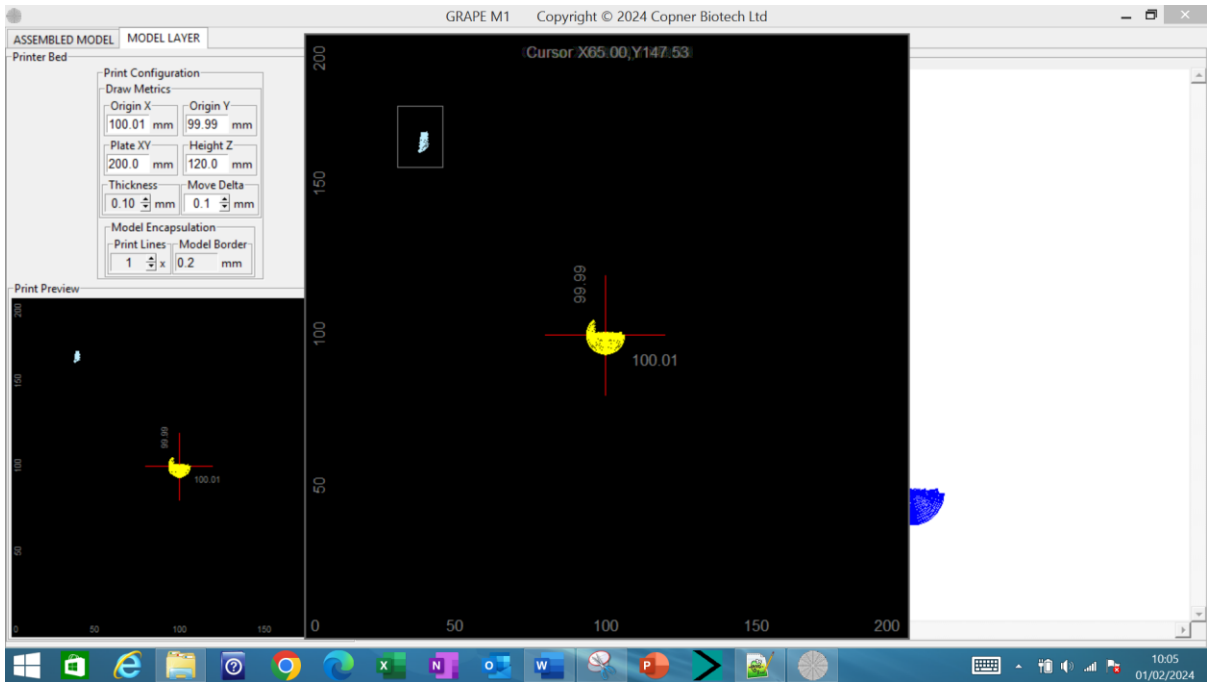 GRAPE M1 Copyright © 2024 Copner Biotech Ltd
ASSEMBLED MODEL MODEL LAYER
Printer Bed
Print Configuration
Draw Metrics
Origin X Origin Y
100.01 mm 99.99 mm
Plate XY Height Z
200.0 mm 120.0 mm
Thickness Move Delta
0.10 mm 0.1 mm
Model Encapsulation
Print Lines Model Border
1 x 0.2 mm
Print Preview
200
150
100
50
0 50 100 150
99.99
100.01
Cursor X65.00,Y147.53
200
150
100
50
0 50 100 150 200
99.99
100.01
10:05
01/02/2024